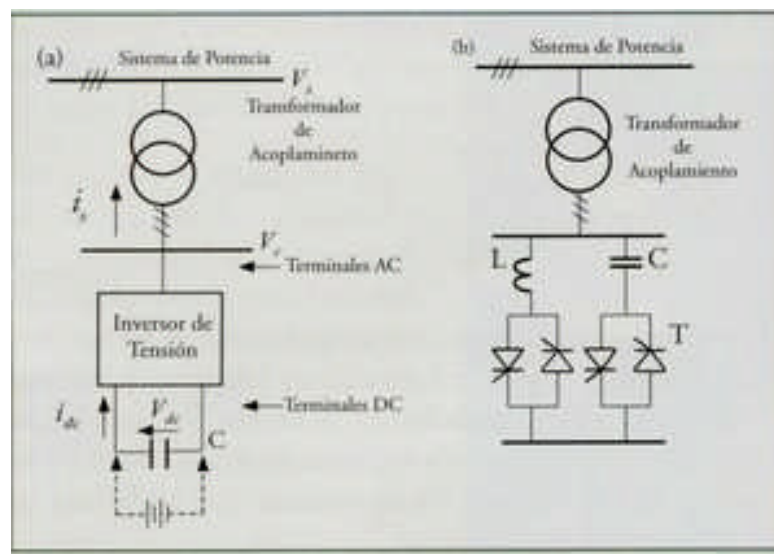 (a)
Sistema de Potencia
V_s
Transformador
de
Acoplamineto
i_s
V_c
Terminales AC
Inversor de
Tensión
i_dc
V_dc
C
Terminales DC
(b)
Sistema de Potencia
Transformador
de
Acoplamiento
L
C
T